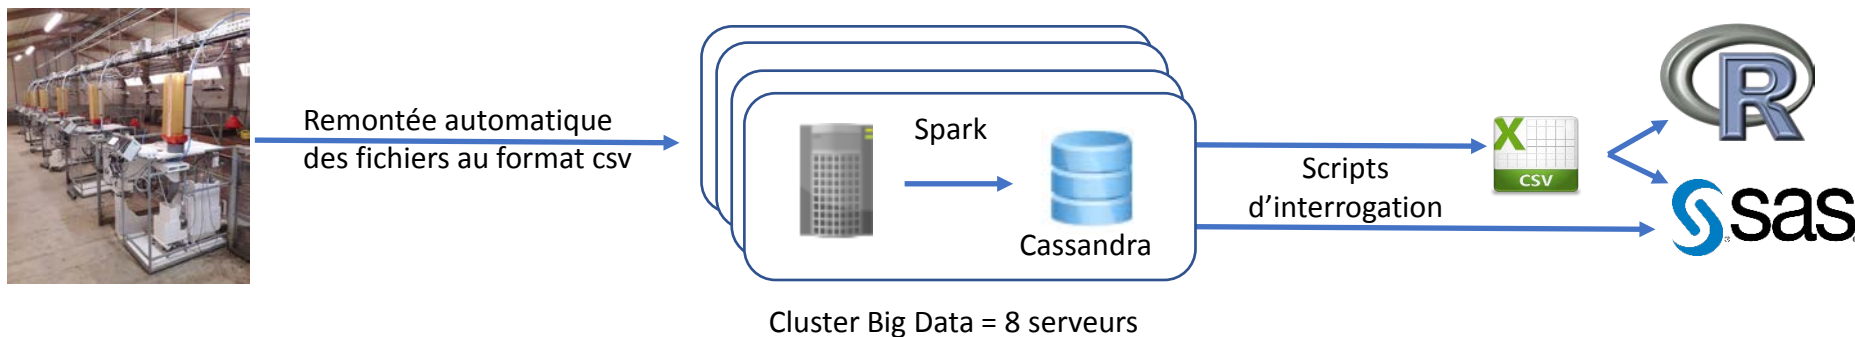 Remontée automatique
des fichiers au format csv
Spark
Cassandra
Cluster Big Data = 8 serveurs
Scripts
d’interrogation
X
CSV
R
sas